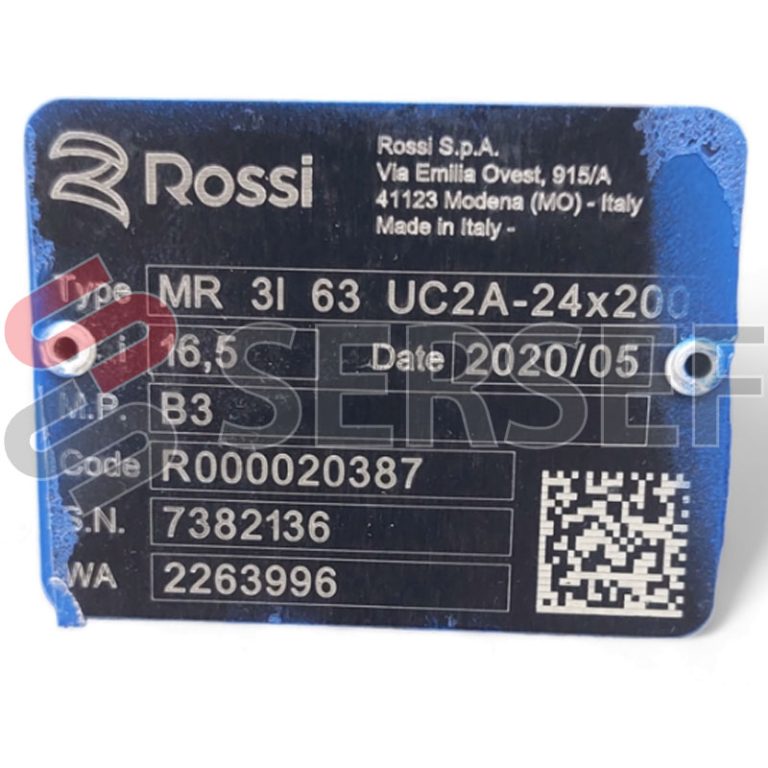 Rossi
Rossi S.p.A.
Via Emilia Ovest, 915/A
41123 Modena (MO) - Italy
Made in Italy -
Type MR 3I 63 UC2A-24x200
i 16,5 Date 2020/05
SERSEF
M.P. B3
Code R000020387
S.N. 7382136
WA 2263996